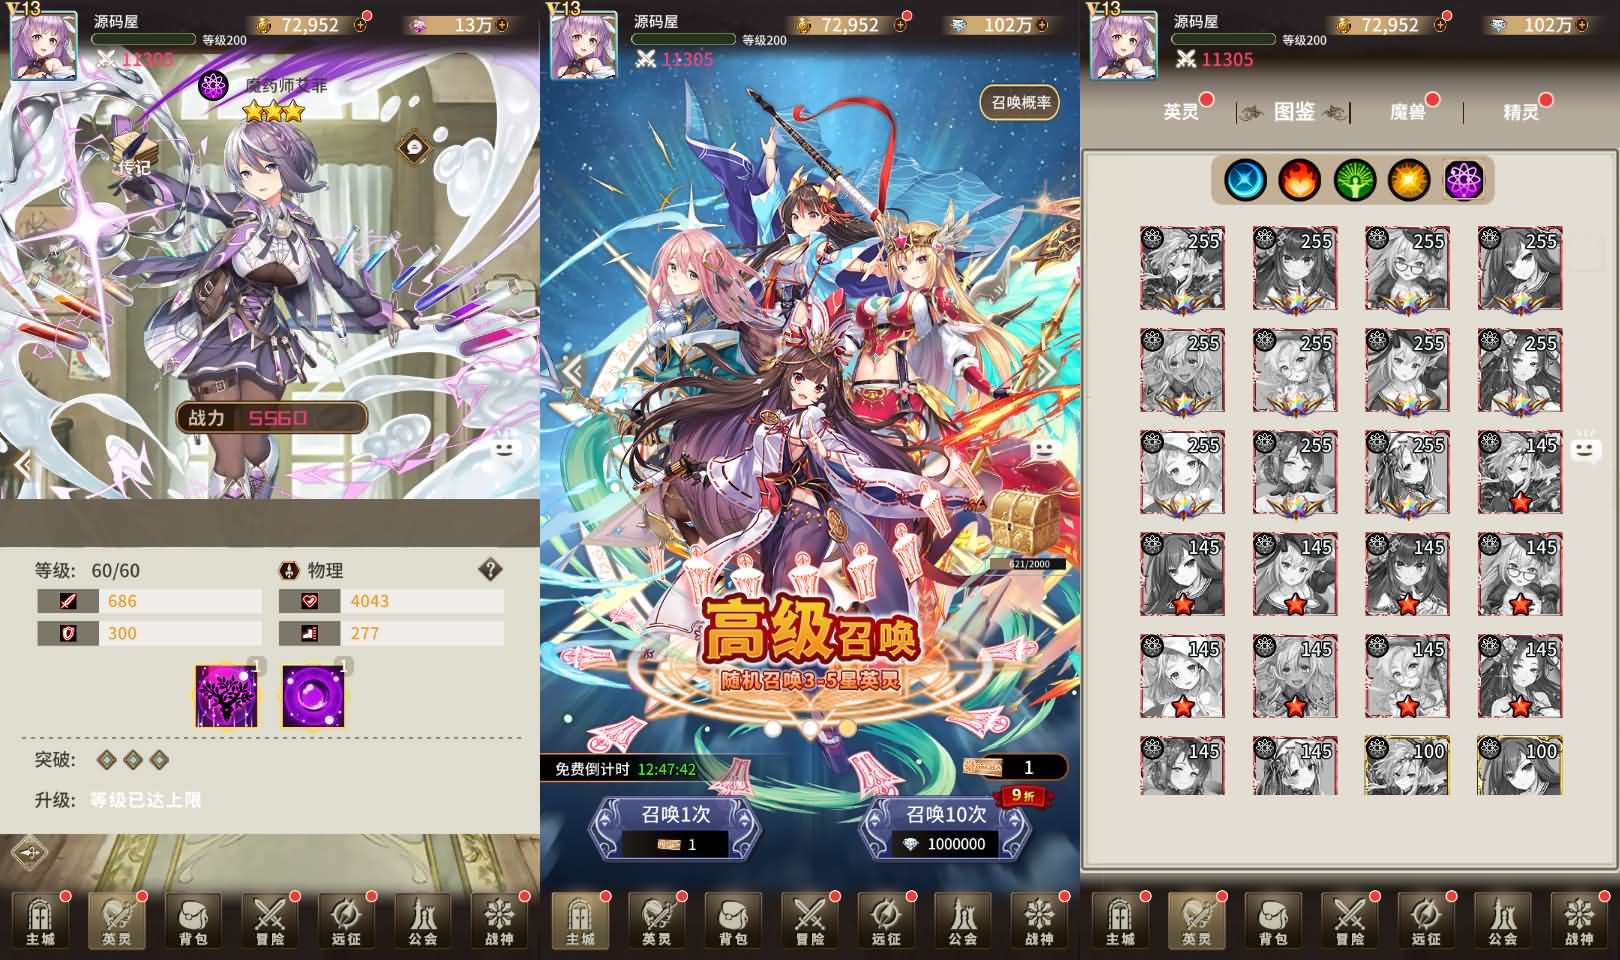 V13
源码屋
等级200
72,952
13万
11305
魔药师艾菲
传记
战力 5560
等级: 60/60
物理
686
4043
300
277
1
1
突破:
升级: 等级已达上限
主城
英灵
背包
冒险
远征
公会
战神
V13
源码屋
等级200
72,952
102万
11305
召唤概率
621/2000
高级召唤
随机召唤3-5星英灵
免费倒计时 12:47:42
1
9折
召唤1次
1
召唤10次
1000000
主城
英灵
背包
冒险
远征
公会
战神
V13
源码屋
等级200
72,952
102万
11305
英灵
图鉴
魔兽
精灵
255 255 255 255
255 255 255 255
255 255 255 145
145 145 145 145
145 145 145 145
145 145 100 100
主城
英灵
背包
冒险
远征
公会
战神